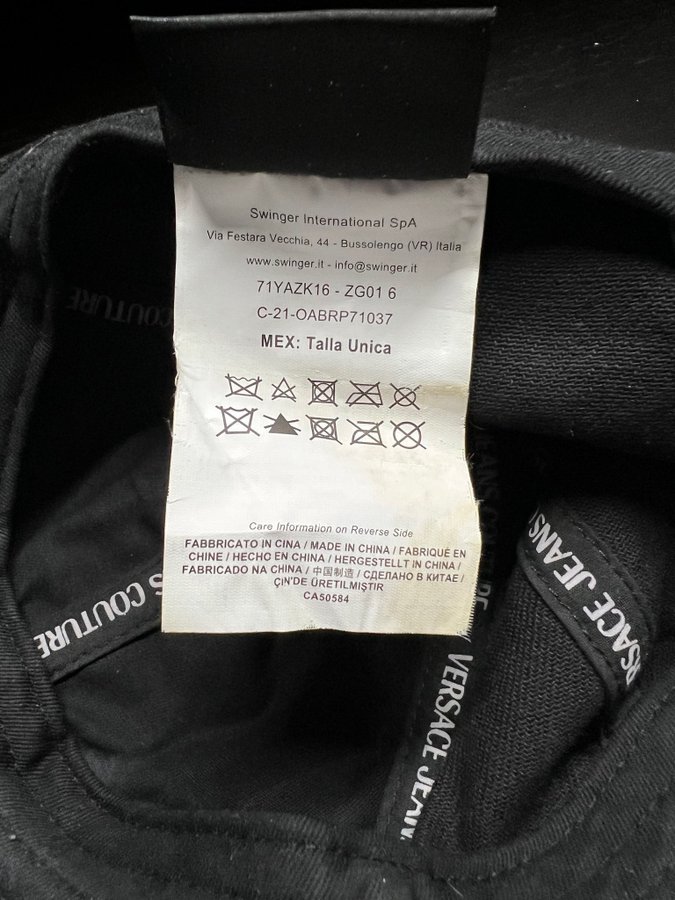 Swinger International SpA
Via Festara Vecchia, 44 - Bussolengo (VR) Italia
www.swinger.it - info@swinger.it
71YAZK16 - ZG01 6
C-21-OABRP71037
MEX: Talla Unica
Care Information on Reverse Side
FABBRICATO IN CINA / MADE IN CHINA / FABRIQUÉ EN
CHINE / HECHO EN CHINA / HERGESTELLT IN CHINA /
FABRICADO NA CHINA / 中国制造 / СДЕЛАНО В КИТАЕ /
ÇİN'DE ÜRETİLMİŞTİR
CA50584
COUTURE
S COUTURE
VERSACE JEANS
RSACE JEANS